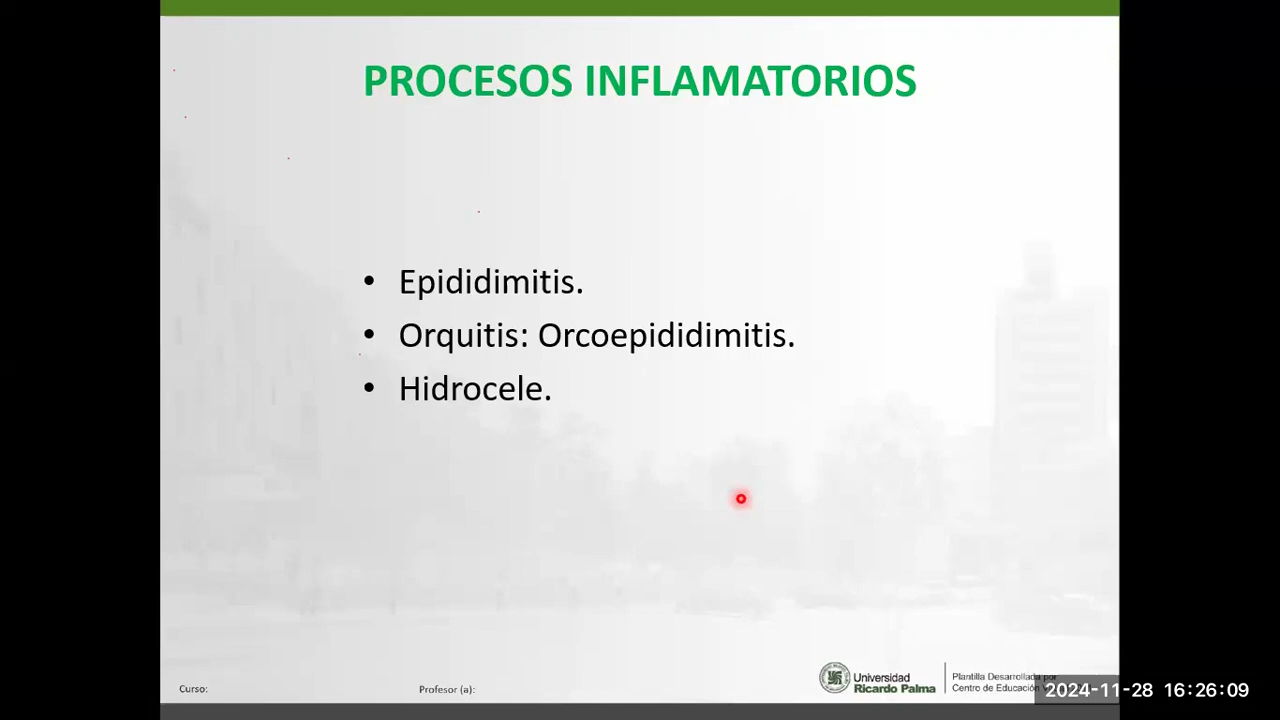 PROCESOS INFLAMATORIOS
• Epididimitis.
• Orquitis: Orcoepididimitis.
• Hidrocele.
Curso:
Profesor (a):
Universidad
Ricardo Palma
Plantilla Desarrollada por
Centro de Educación
2024-11-28 16:26:09